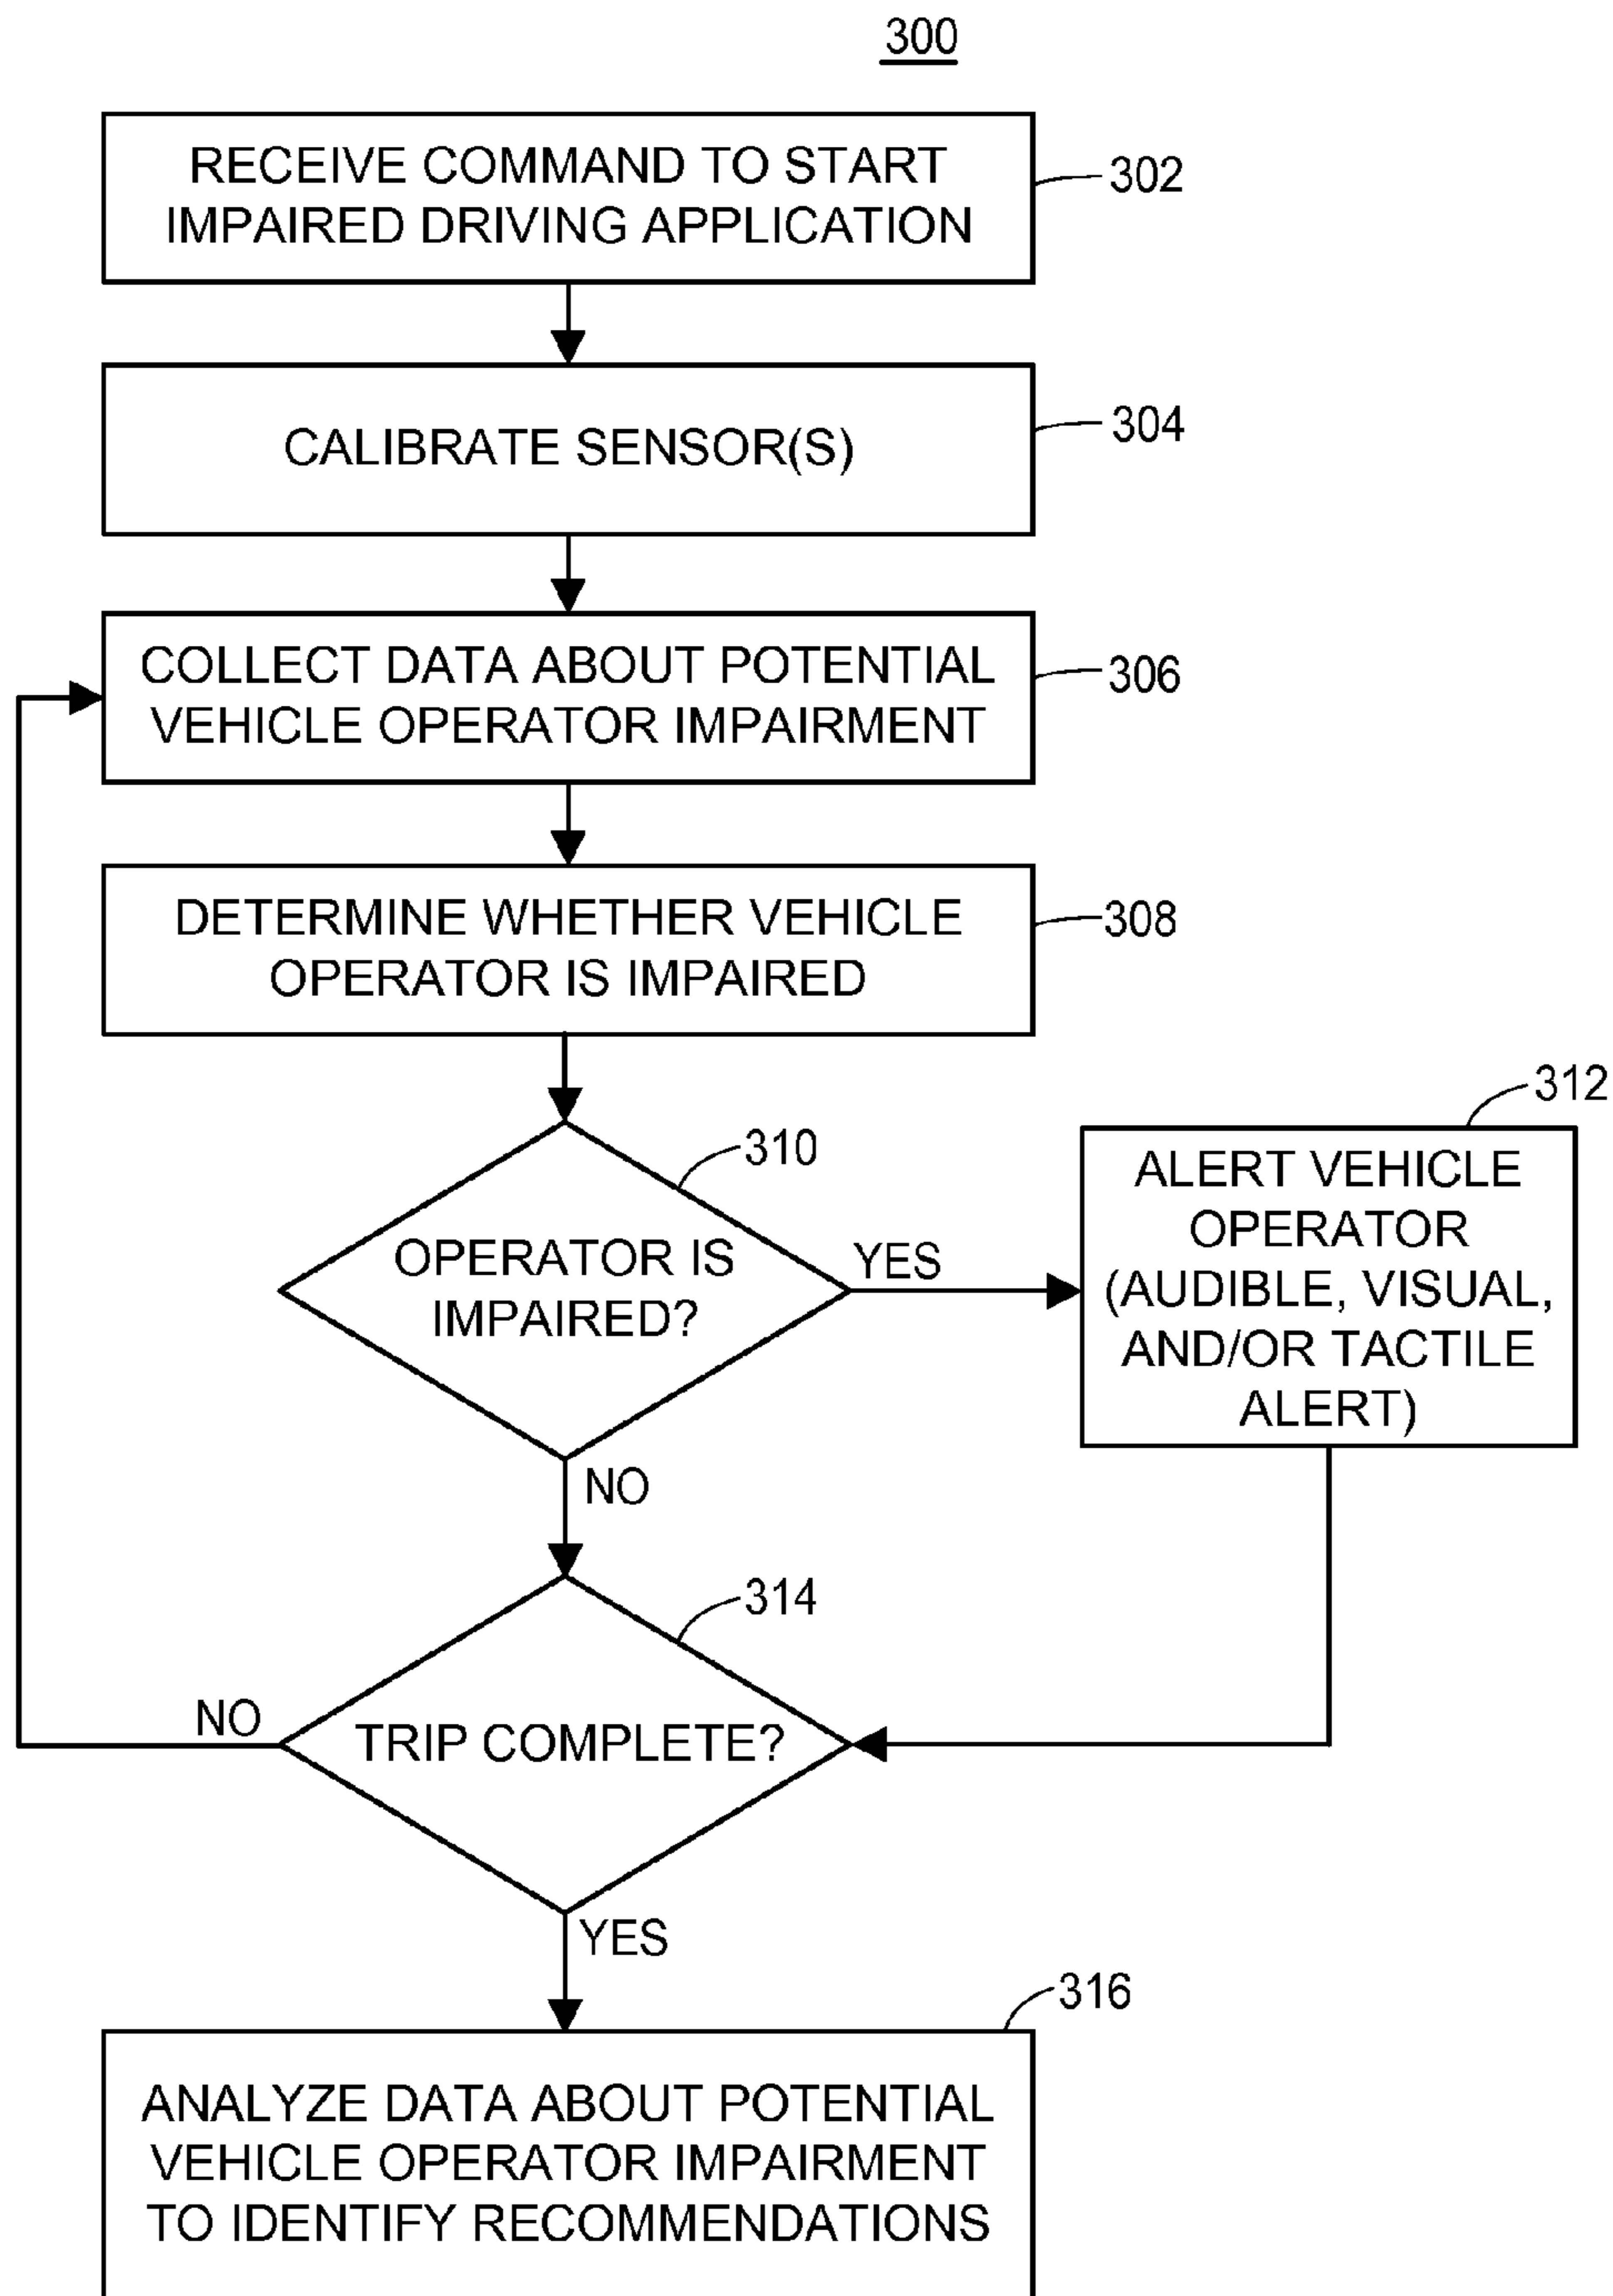 300
RECEIVE COMMAND TO START
IMPAIRED DRIVING APPLICATION
302
CALIBRATE SENSOR(S)
304
COLLECT DATA ABOUT POTENTIAL
VEHICLE OPERATOR IMPAIRMENT
306
DETERMINE WHETHER VEHICLE
OPERATOR IS IMPAIRED
308
310
OPERATOR IS
IMPAIRED?
YES
312
ALERT VEHICLE
OPERATOR
(AUDIBLE, VISUAL,
AND/OR TACTILE
ALERT)
NO
314
TRIP COMPLETE?
NO
YES
316
ANALYZE DATA ABOUT POTENTIAL
VEHICLE OPERATOR IMPAIRMENT
TO IDENTIFY RECOMMENDATIONS